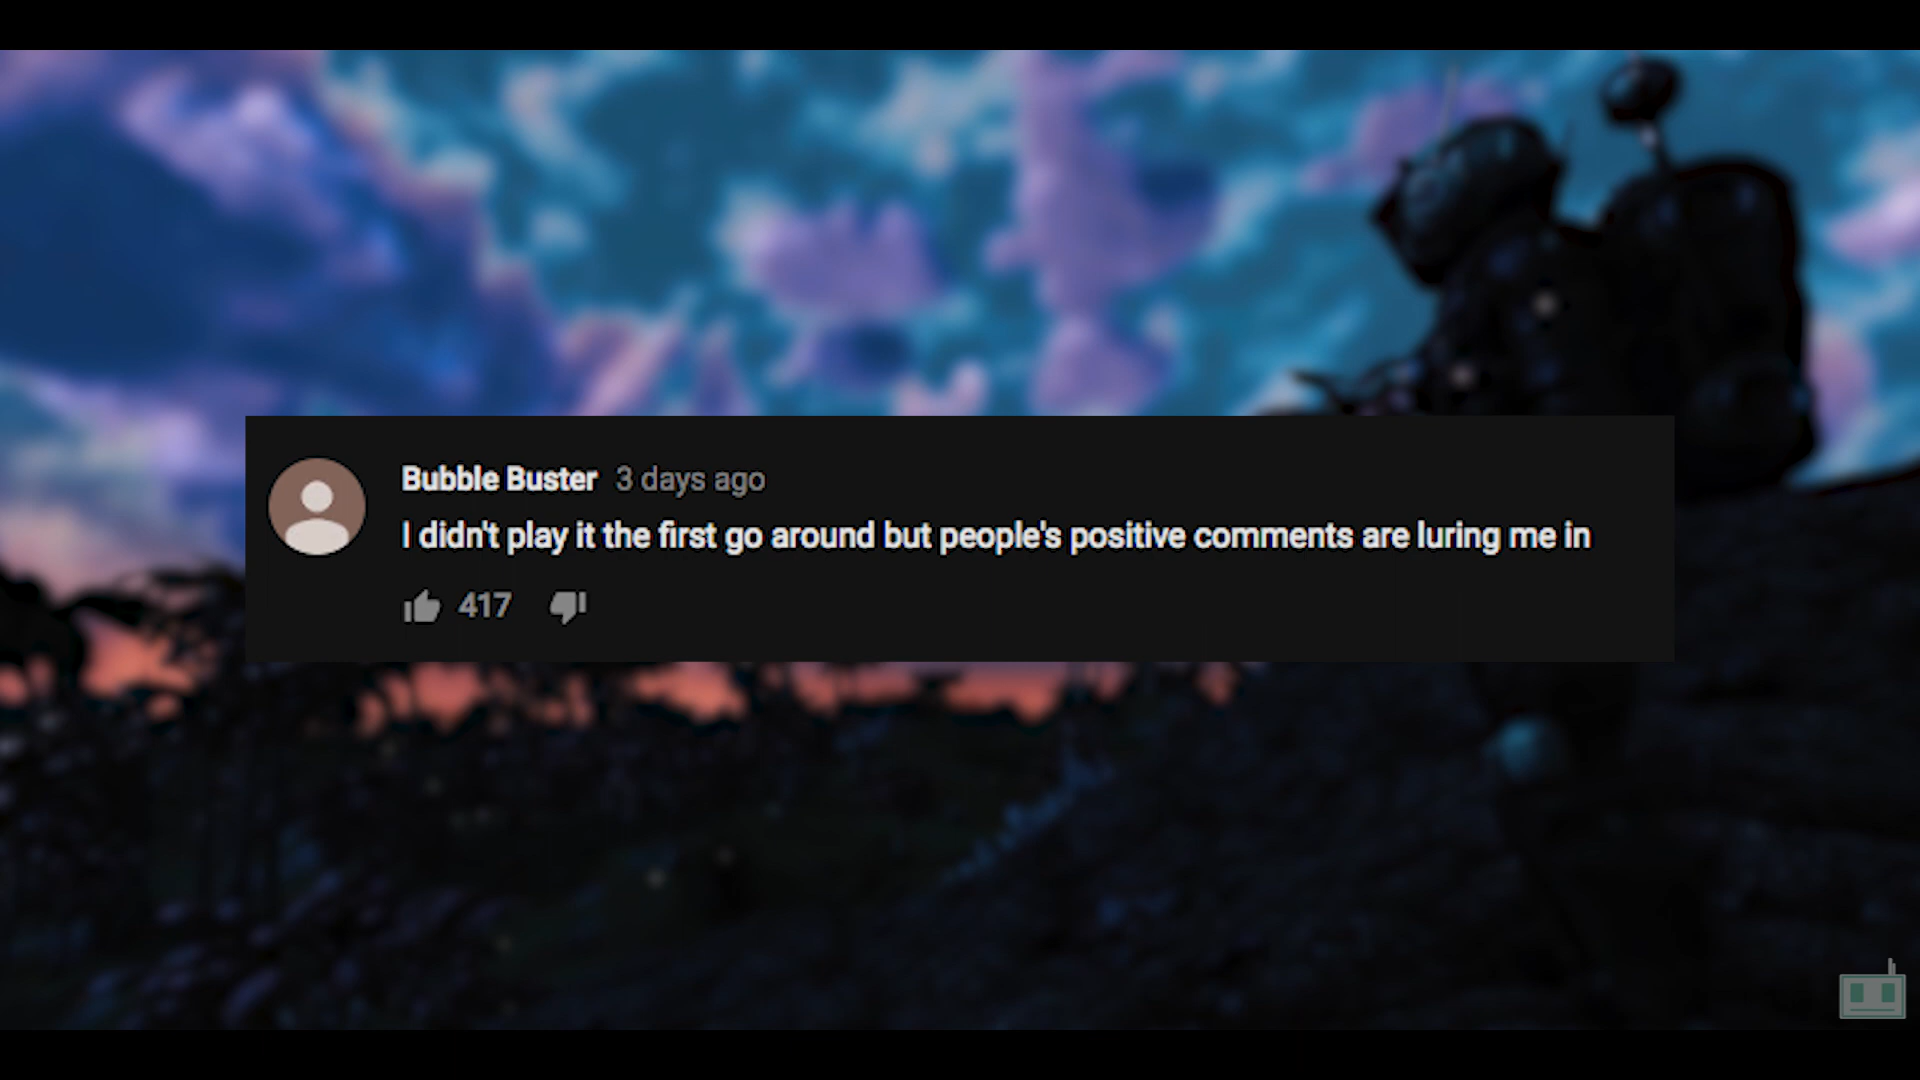 Bubble Buster 3 days ago
I didn't play it the first go around but people's positive comments are luring me in
417